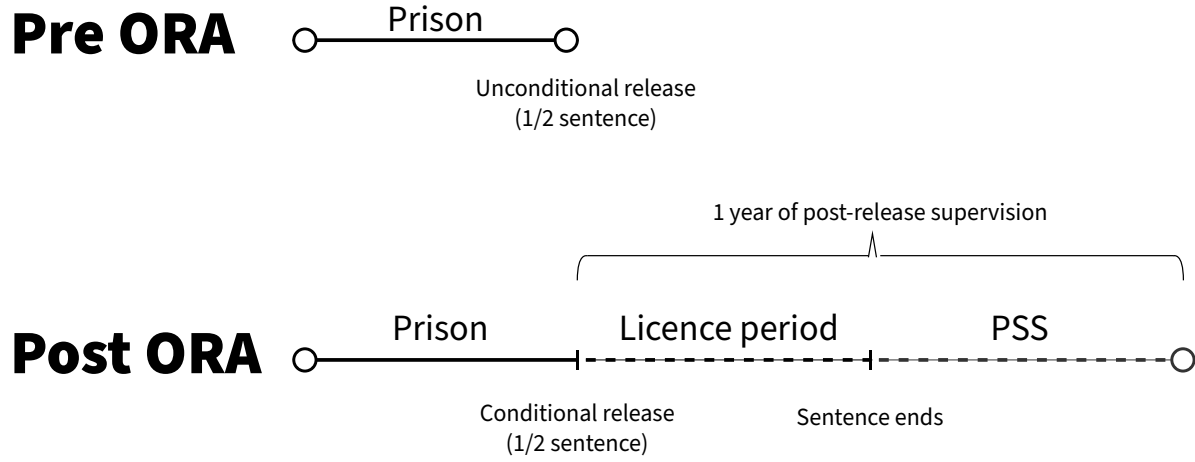 Pre ORA
Prison
Unconditional release
(1/2 sentence)
1 year of post-release supervision
Post ORA
Prison
Licence period
PSS
Conditional release
(1/2 sentence)
Sentence ends